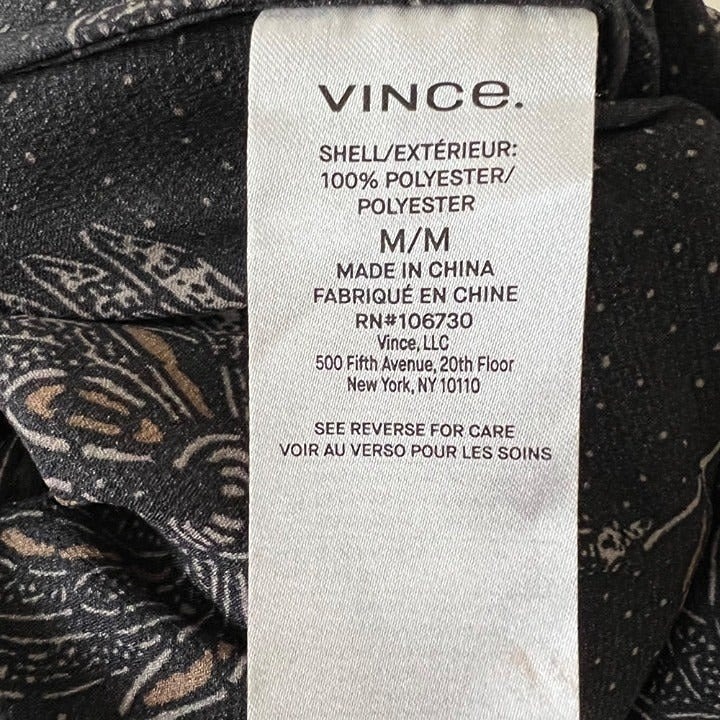 VINCe.
SHELL/EXTÉRIEUR:
100% POLYESTER/
POLYESTER
M/M
MADE IN CHINA
FABRIQUÉ EN CHINE
RN#106730
Vince, LLC
500 Fifth Avenue, 20th Floor
New York, NY 10110
SEE REVERSE FOR CARE
VOIR AU VERSO POUR LES SOINS